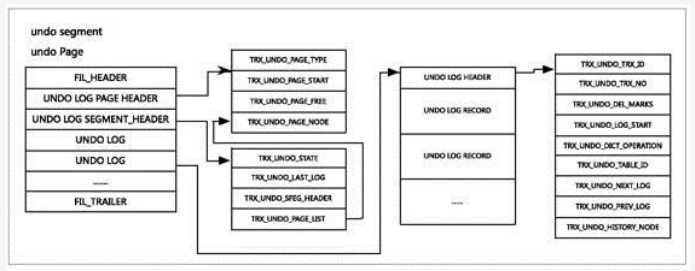 undo segment
undo Page
FIL_HEADER
UNDO LOG PAGE HEADER
UNDO LOG SEGMENT_HEADER
UNDO LOG
UNDO LOG
......
FIL_TRAILER
TRX_UNDO_PAGE_TYPE
TRX_UNDO_PAGE_START
TRX_UNDO_PAGE_FREE
TRX_UNDO_PAGE_NODE
TRX_UNDO_STATE
TRX_UNDO_LAST_LOG
TRX_UNDO_SFEG_HEADER
TRX_UNDO_PAGE_LIST
UNDO LOG HEADER
UNDO LOG RECORD
UNDO LOG RECORD
.....
TRX_UNDO_TRX_ID
TRX_UNDO_TRX_NO
TRX_UNDO_DEL_MARKS
TRX_UNDO_LOG_START
TRX_UNDO_DICT_OPERATION
TRX_UNDO_TABLE_ID
TRX_UNDO_NEXT_LOG
TRX_UNDO_PREV_LOG
TRX_UNDO_HISTORY_NODE